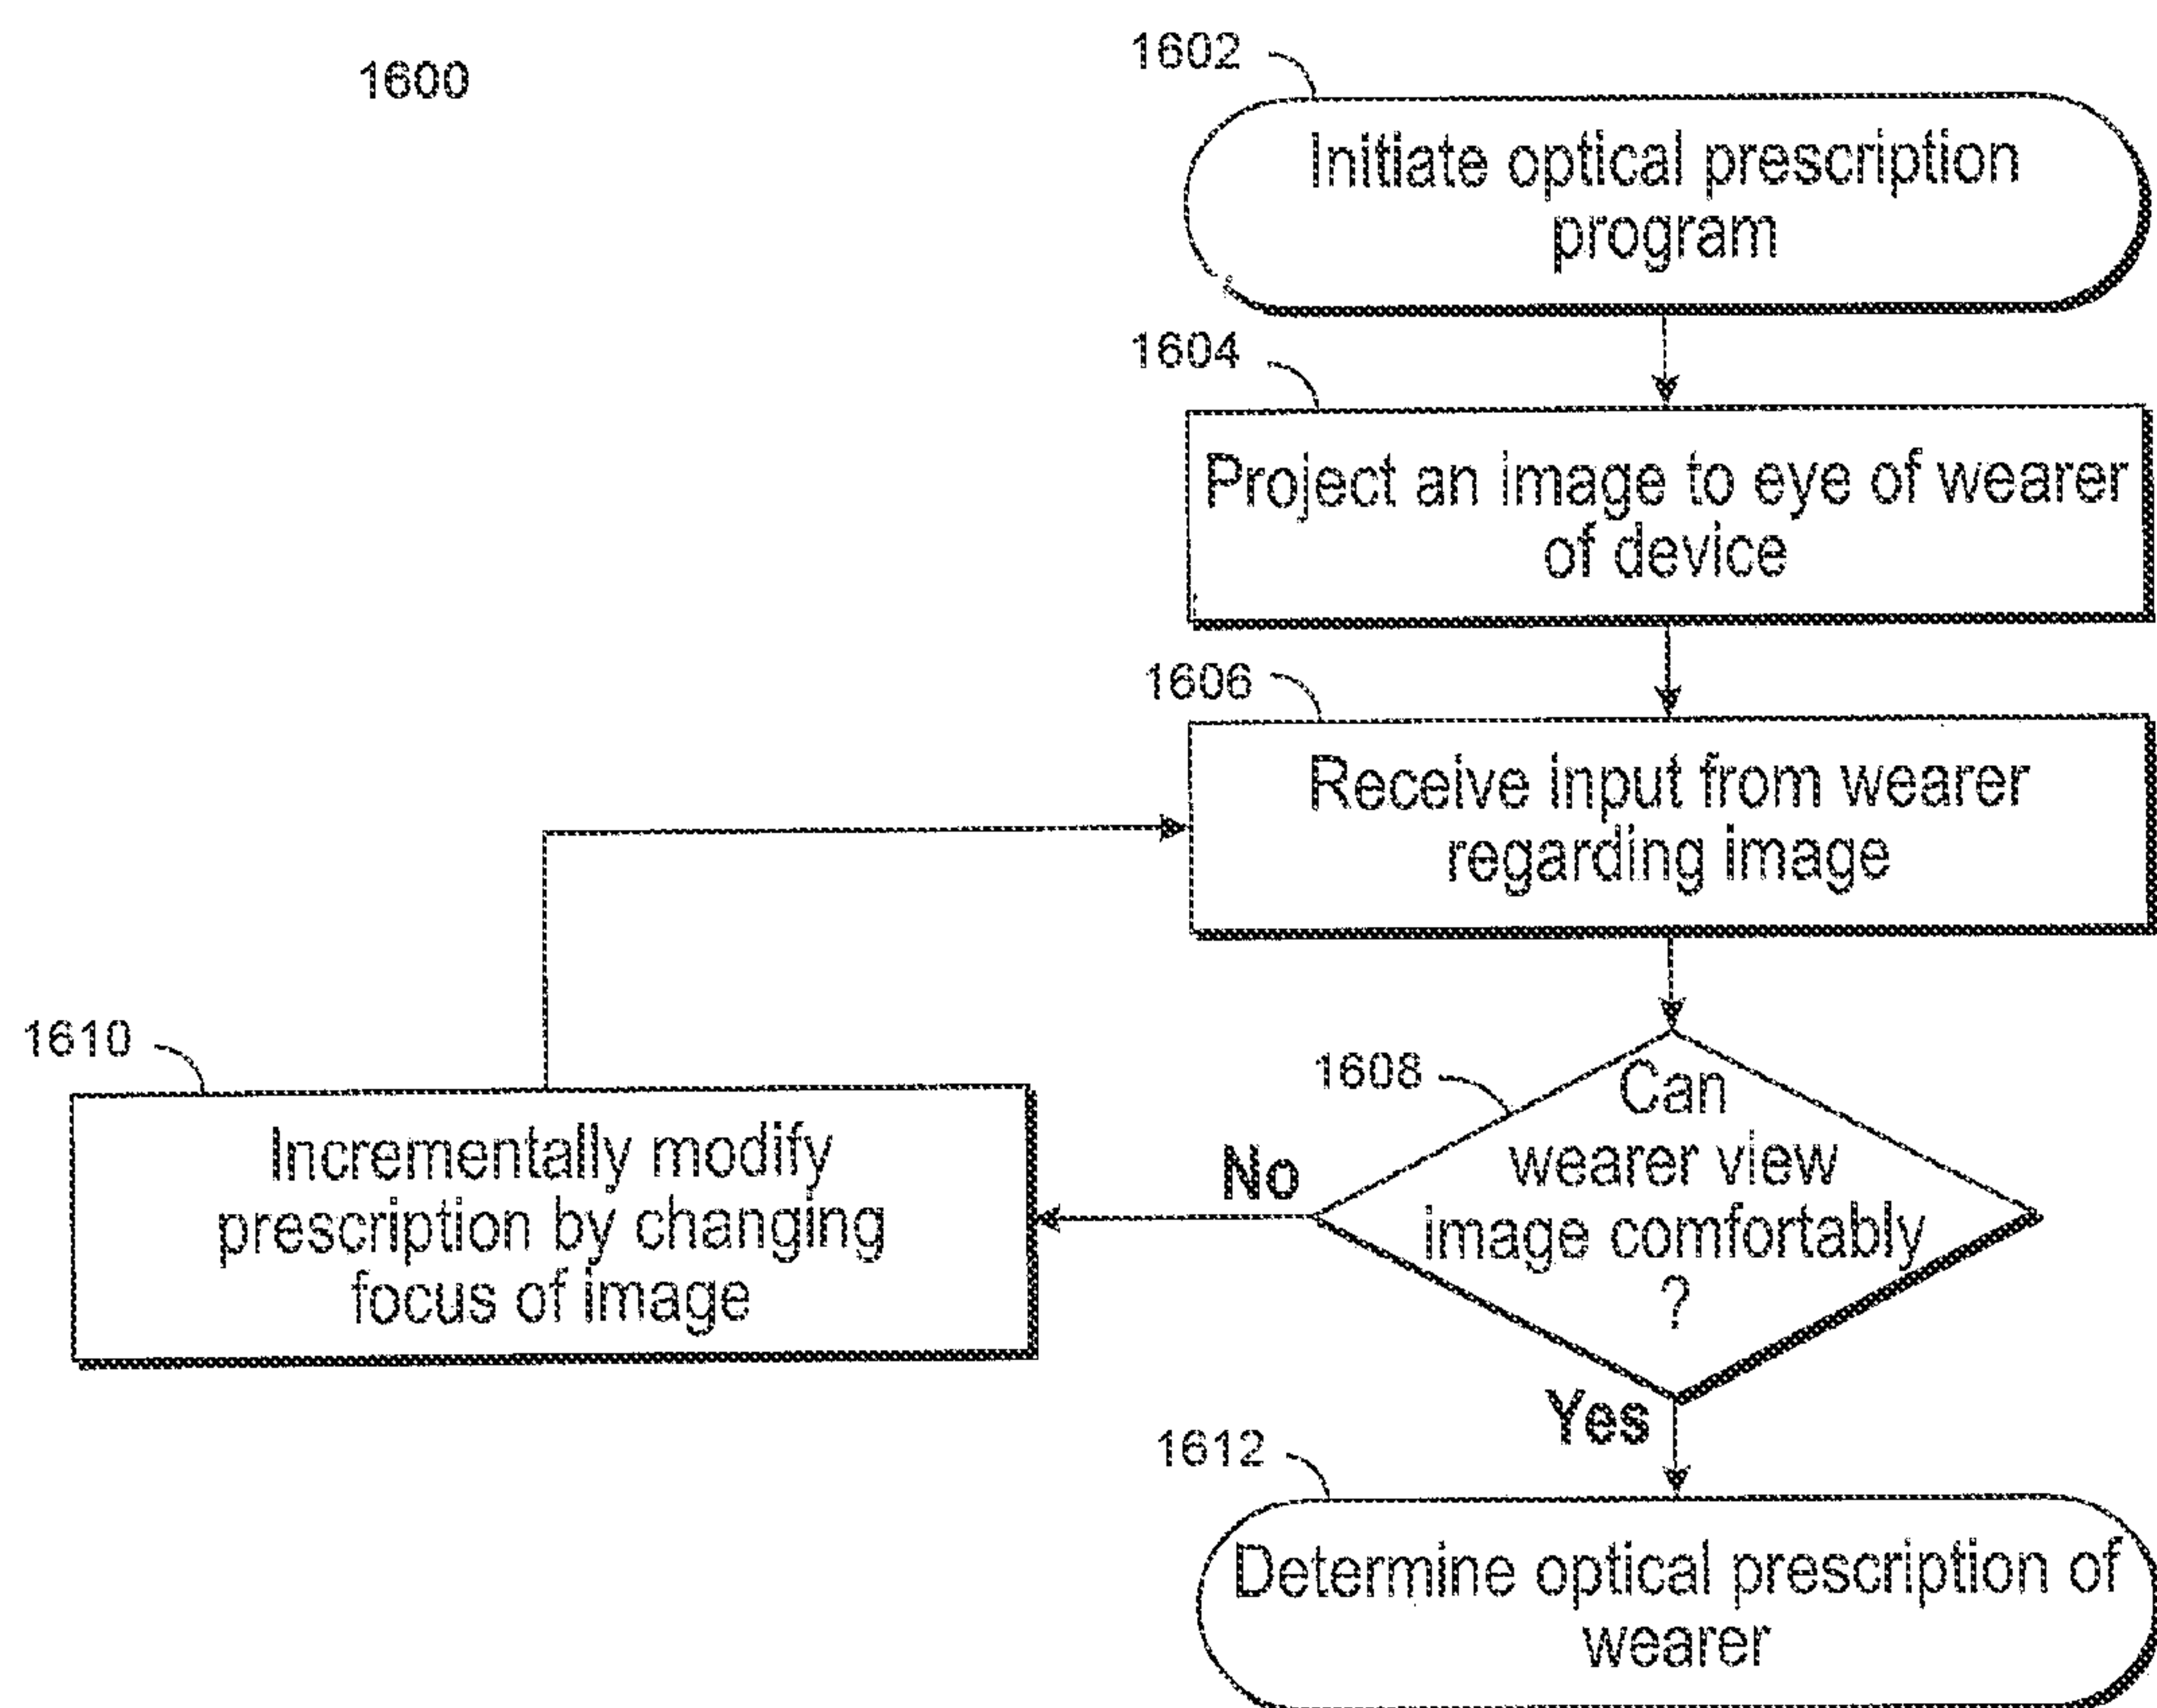 1600
1602
Initiate optical prescription
program
1604
Project an image to eye of wearer
of device
1606
Receive input from wearer
regarding image
1608
Can
wearer view
image comfortably
?
No
1610
Incrementally modify
prescription by changing
focus of image
Yes
1612
Determine optical prescription of
wearer